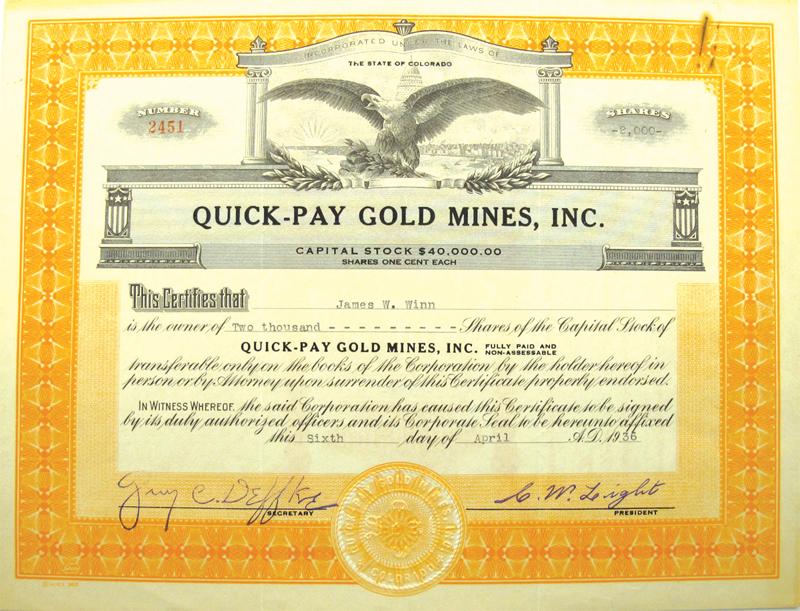 INCORPORATED UNDER THE LAWS OF
THE STATE OF COLORADO
NUMBER
2451
SHARES
-2,000-
QUICK-PAY GOLD MINES, INC.
CAPITAL STOCK $40,000.00
SHARES ONE CENT EACH
This Certifies that James W. Winn
is the owner of Two thousand - - - - - - - - - Shares of the Capital Stock of
QUICK-PAY GOLD MINES, INC. FULLY PAID AND NON-ASSESSABLE
transferable only on the books of the Corporation by the holder hereof in
person or by Attorney upon surrender of this Certificate properly endorsed.
IN WITNESS WHEREOF, the said Corporation has caused this Certificate to be signed
by its duly authorized officers and its Corporate Seal to be hereunto affixed
this Sixth day of April A.D. 1936
C. W. Light
SECRETARY
PRESIDENT